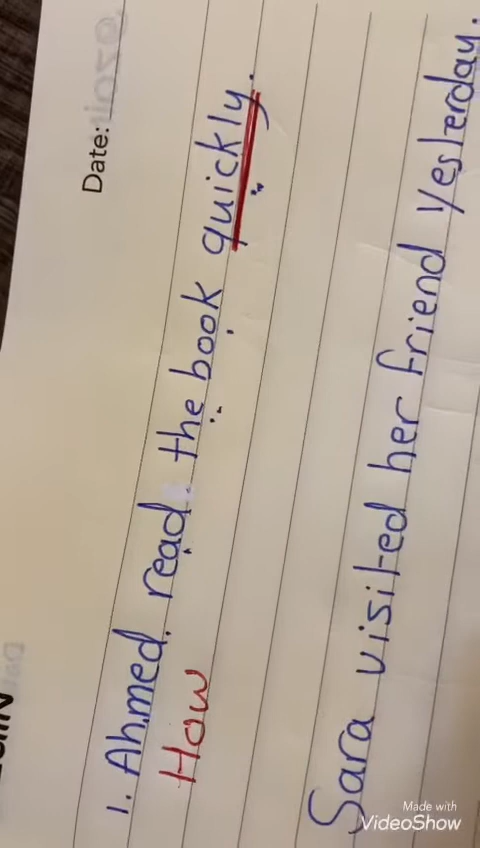 Date:
1. Ahmed read the book quickly.
How
Sara visited her friend yesterday.
Made with
VideoShow